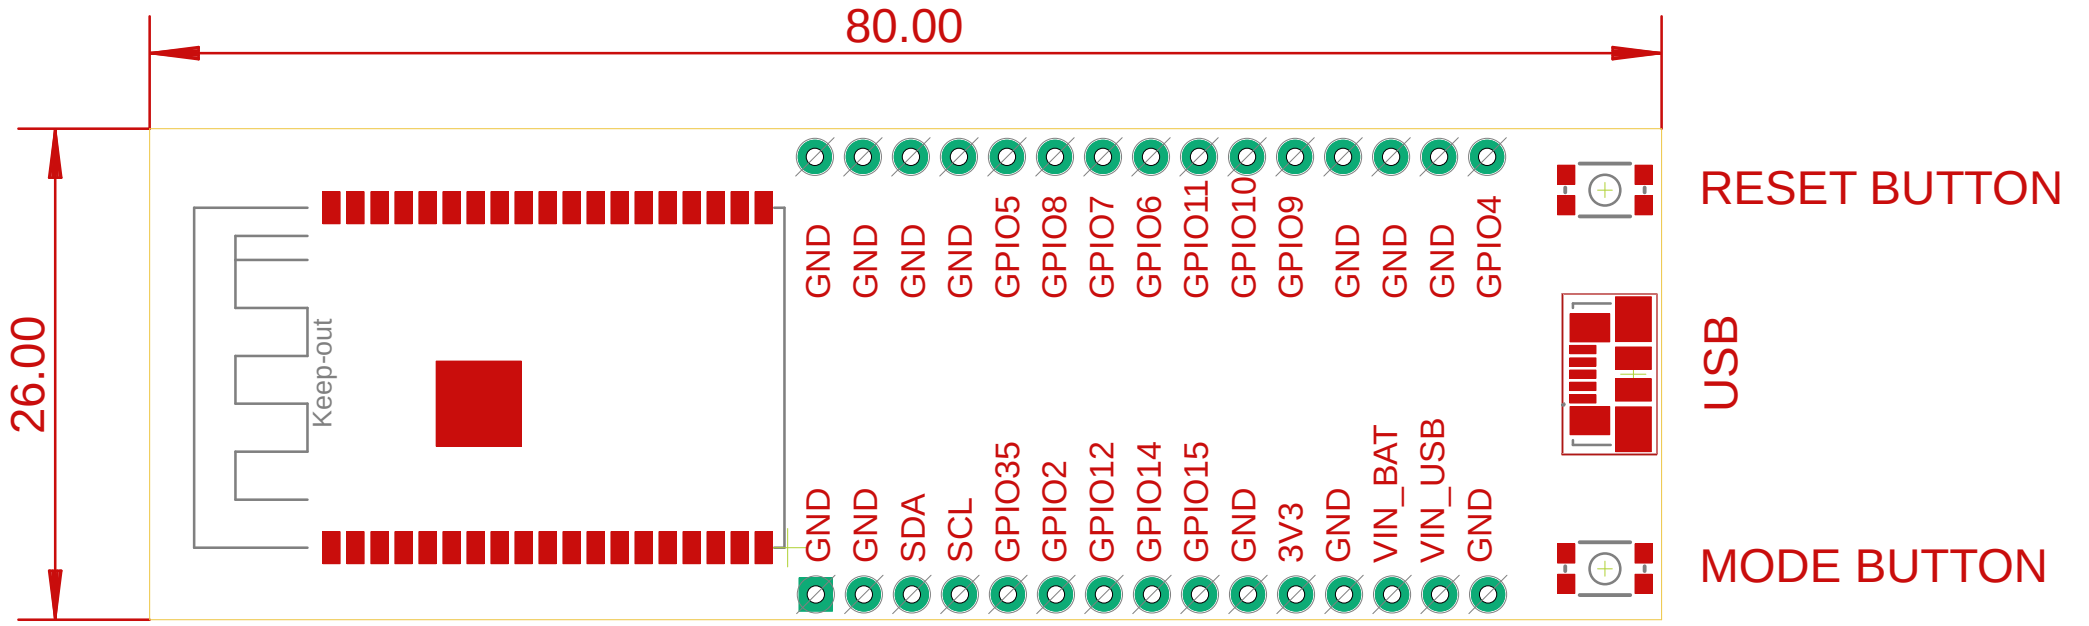 80.00
26.00
GND
GND
GND
GND
GPIO5
GPIO8
GPIO7
GPIO6
GPIO11
GPIO10
GPIO9
GND
GND
GND
GPIO4
RESET BUTTON
Keep-out
USB
GND
GND
SDA
SCL
GPIO35
GPIO2
GPIO12
GPIO14
GPIO15
GND
3V3
GND
VIN_BAT
VIN_USB
GND
MODE BUTTON